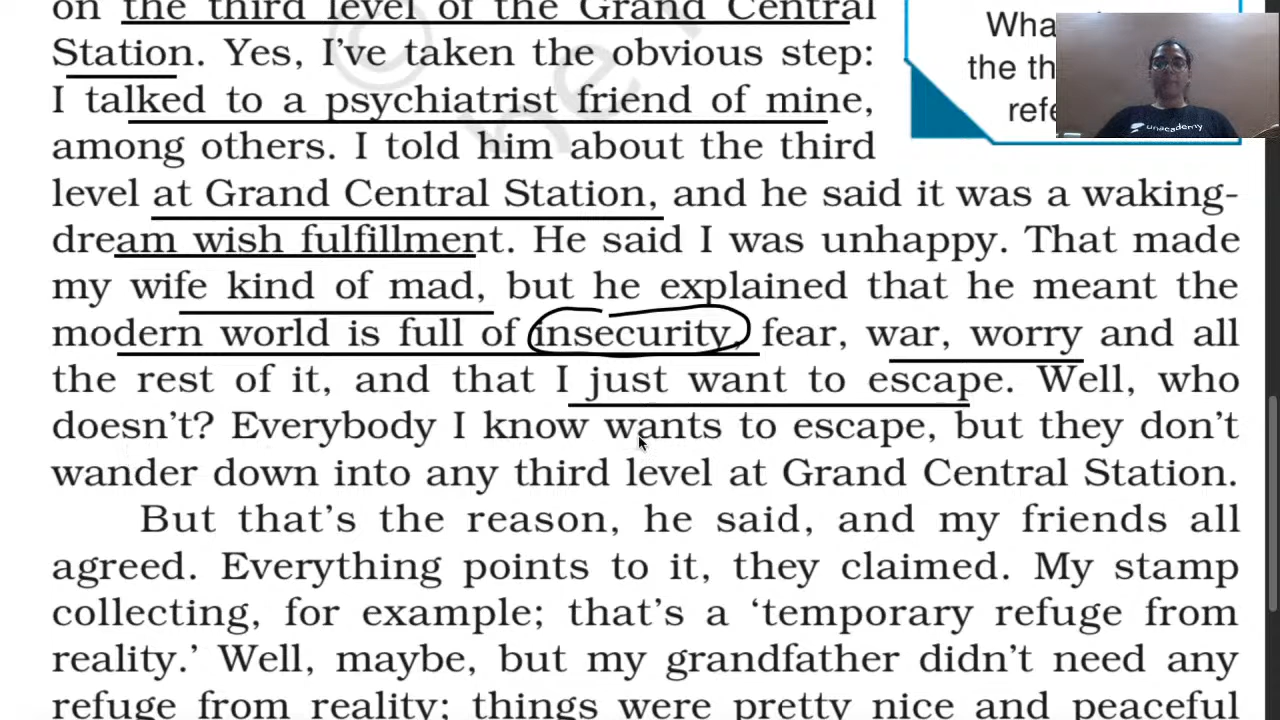 on the third level of the Grand Central
Station. Yes, I’ve taken the obvious step:
I talked to a psychiatrist friend of mine,
among others. I told him about the third
level at Grand Central Station, and he said it was a waking-
dream wish fulfillment. He said I was unhappy. That made
my wife kind of mad, but he explained that he meant the
modern world is full of insecurity, fear, war, worry and all
the rest of it, and that I just want to escape. Well, who
doesn’t? Everybody I know wants to escape, but they don’t
wander down into any third level at Grand Central Station.
But that’s the reason, he said, and my friends all
agreed. Everything points to it, they claimed. My stamp
collecting, for example; that’s a ‘temporary refuge from
reality.’ Well, maybe, but my grandfather didn’t need any
refuge from reality; things were pretty nice and peaceful
the
unacademy